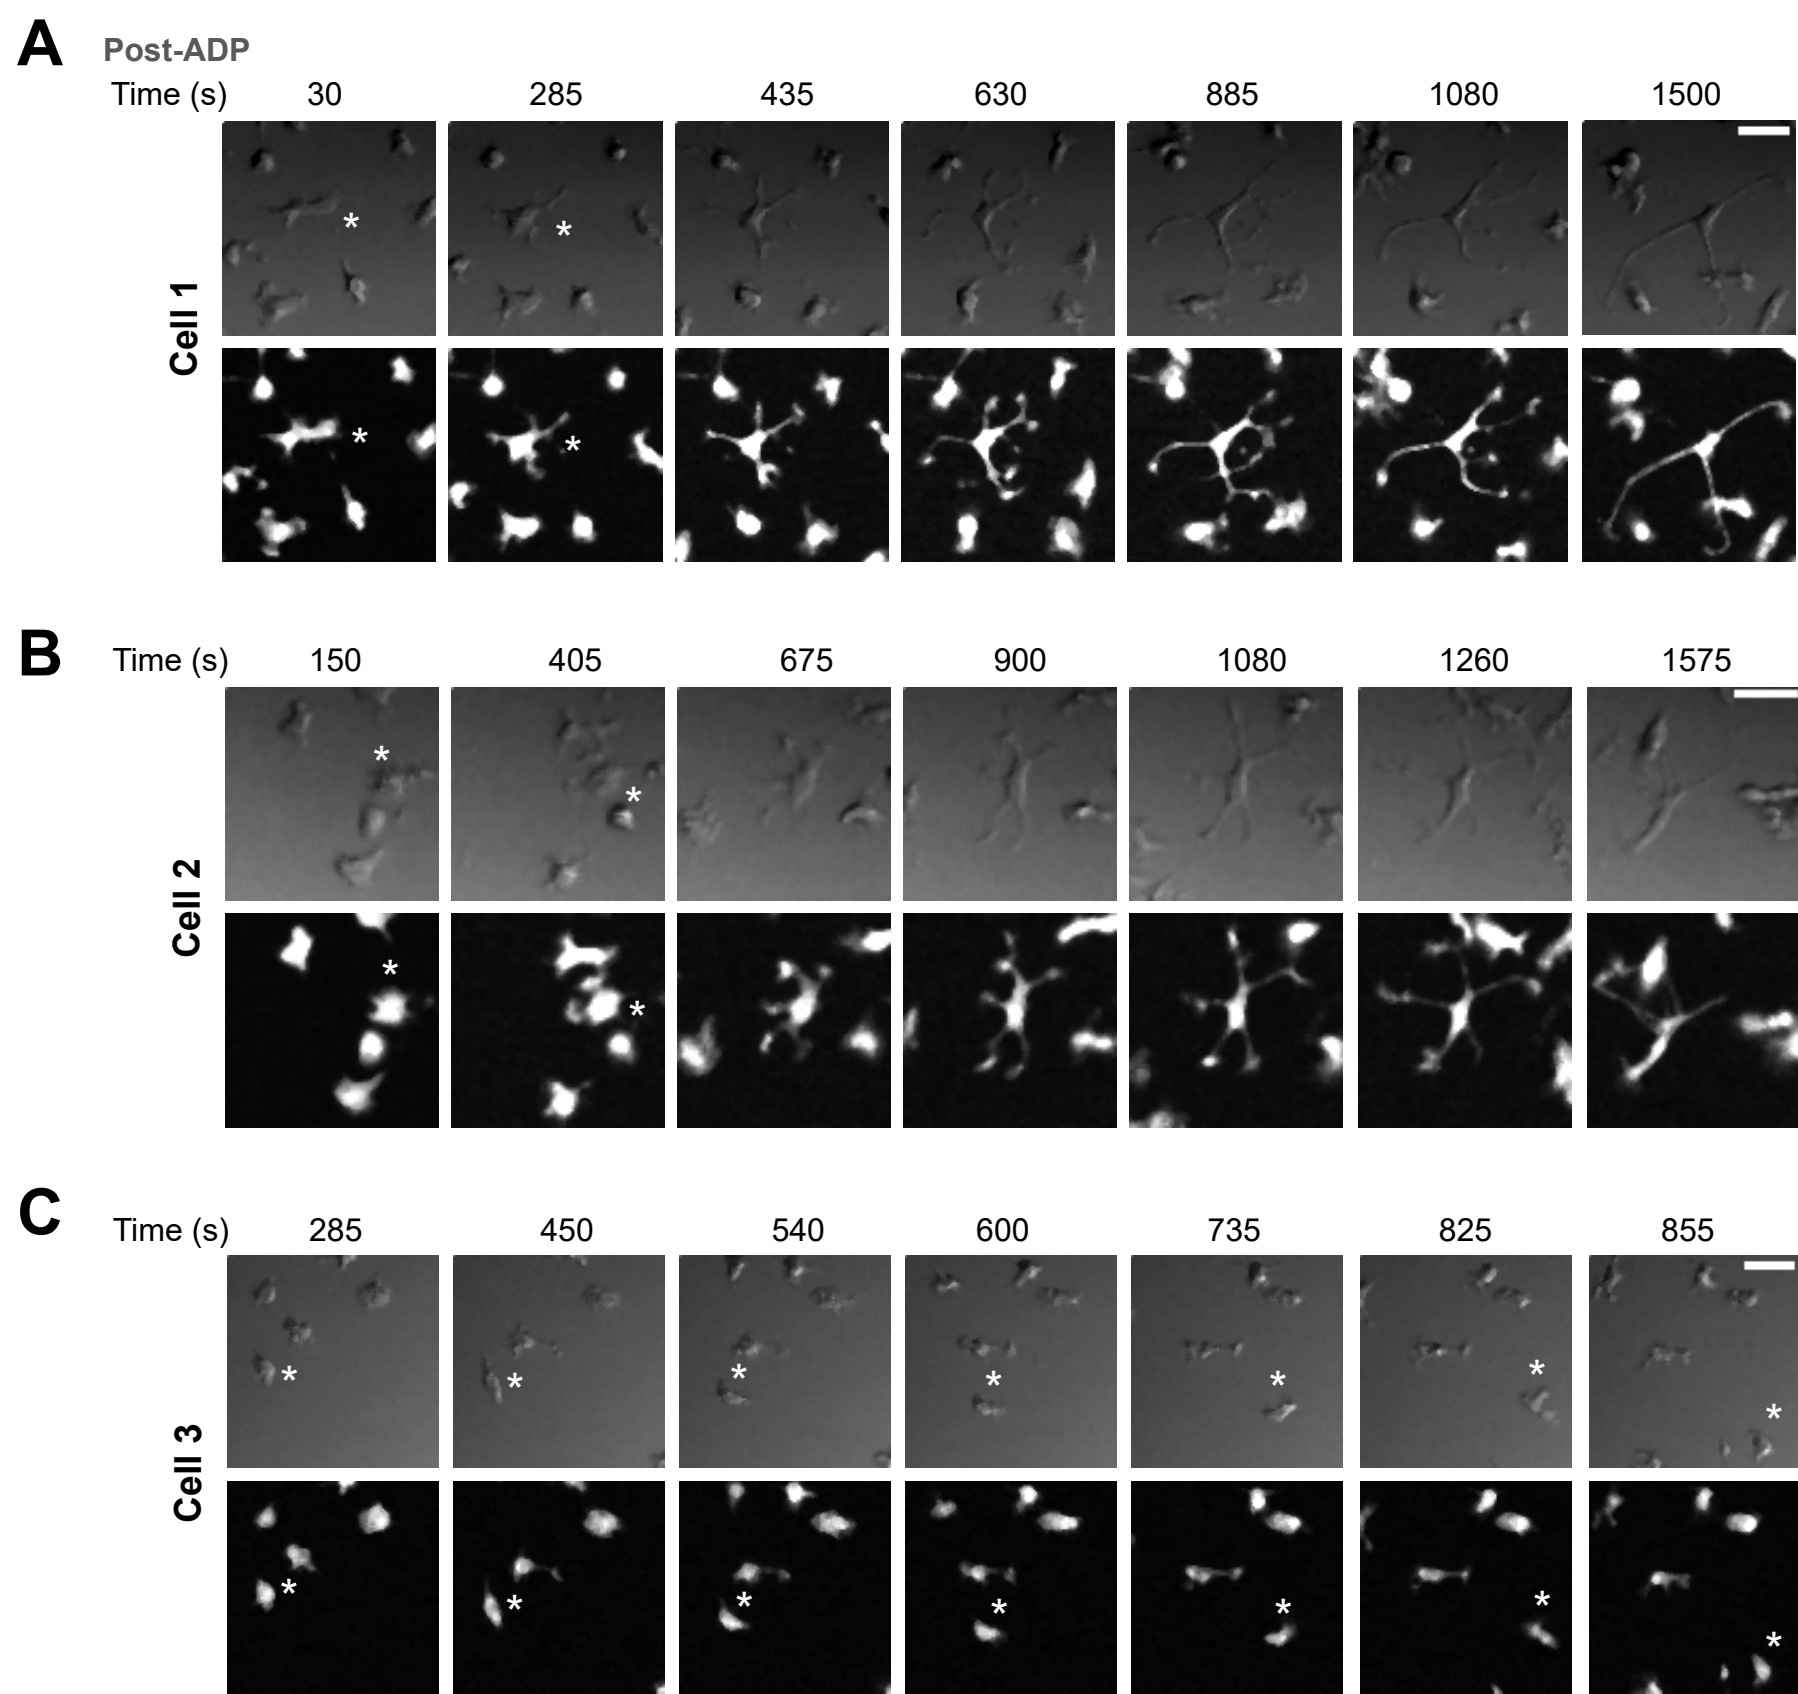 A
Post-ADP
Time (s) 30 285 435 630 885 1080 1500
* *
Cell 1
* *
B
Time (s) 150 405 675 900 1080 1260 1575
* *
Cell 2
* *
C
Time (s) 285 450 540 600 735 825 855
* * * * * * *
Cell 3
* * * * * * *